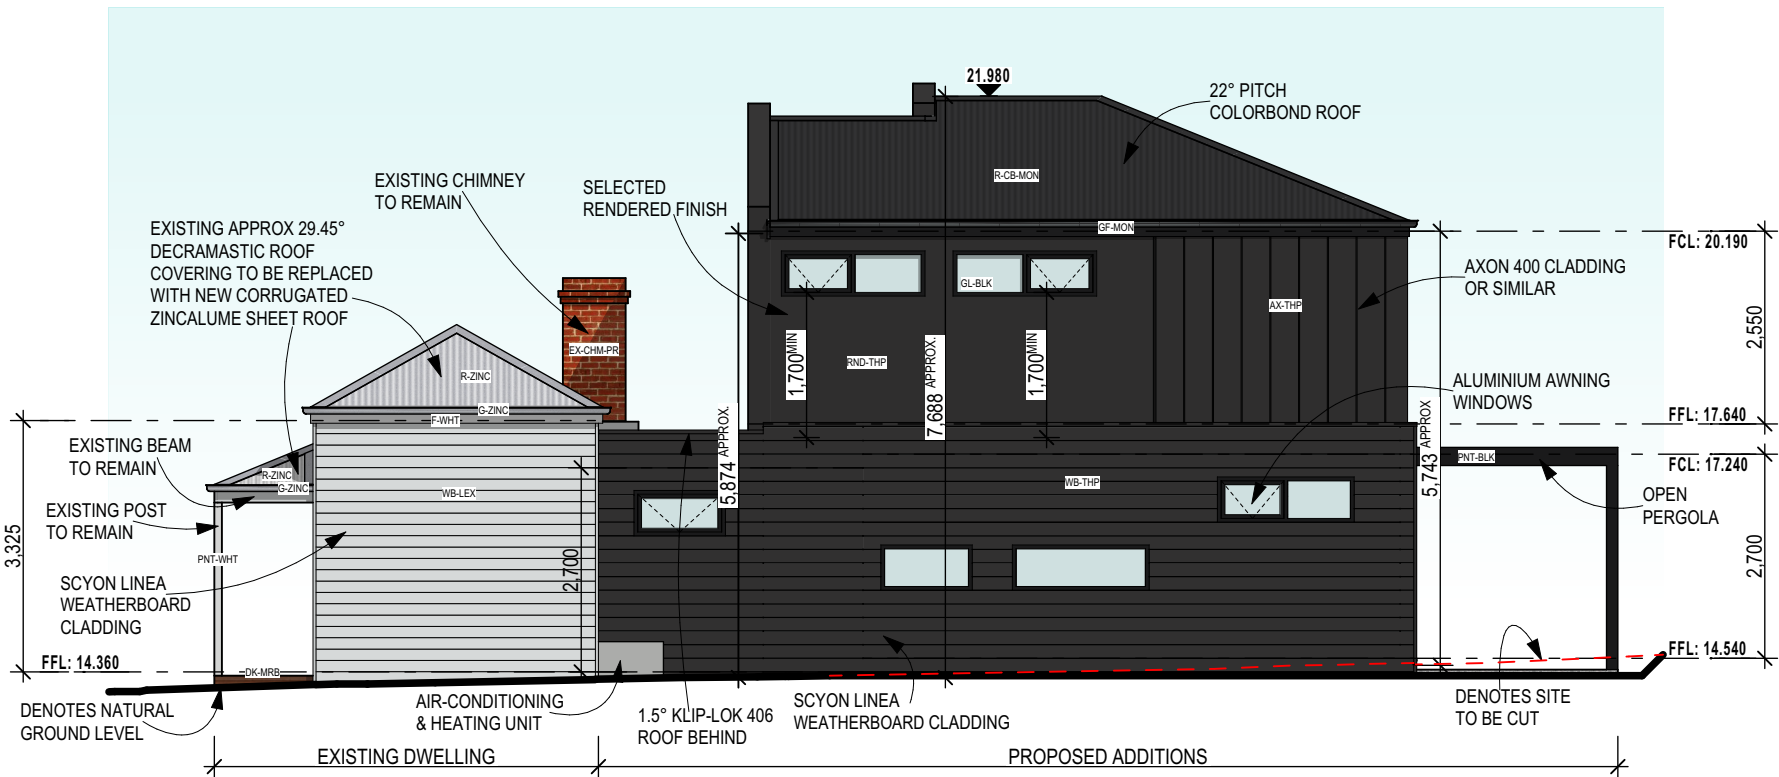 21.980
22° PITCH
COLORBOND ROOF
EXISTING CHIMNEY
TO REMAIN
SELECTED
RENDERED FINISH
R-CB-MON
EXISTING APPROX 29.45°
DECRAMASTIC ROOF
COVERING TO BE REPLACED
WITH NEW CORRUGATED
ZINCALUME SHEET ROOF
GF-MON
FCL: 20.190
AXON 400 CLADDING
OR SIMILAR
GL-BLK
AX-THP
2,550
EX-CHM-PR
1,700 MIN
RND-THP
7,688 APPROX.
1,700 MIN
R-ZINC
ALUMINIUM AWNING
WINDOWS
G-ZINC
F-WHT
FFL: 17.640
5,874 APPROX.
5,743 APPROX
EXISTING BEAM
TO REMAIN
R-ZINC
G-ZINC
WB-LEX
WB-THP
PNT-BLK
FCL: 17.240
OPEN
PERGOLA
EXISTING POST
TO REMAIN
3,325
PNT-WHT
2,700
2,700
SCYON LINEA
WEATHERBOARD
CLADDING
FFL: 14.360
FFL: 14.540
DK-MRB
DENOTES NATURAL
GROUND LEVEL
AIR-CONDITIONING
& HEATING UNIT
1.5° KLIP-LOK 406
ROOF BEHIND
SCYON LINEA
WEATHERBOARD CLADDING
DENOTES SITE
TO BE CUT
EXISTING DWELLING
PROPOSED ADDITIONS